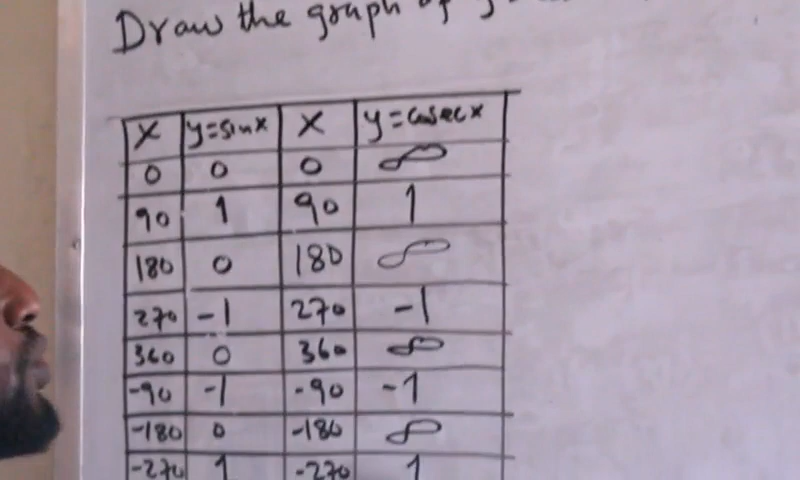 Draw the graph of
x y=sinx x y=cosecx
0 0 0 ∞
90 1 90 1
180 0 180 ∞
270 -1 270 -1
360 0 360 ∞
-90 -1 -90 -1
-180 0 -180 ∞
-270 1 -270 1